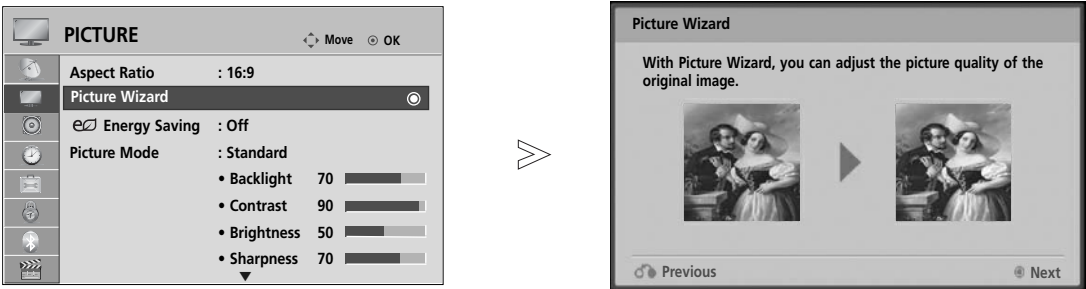 PICTURE
Move OK
Aspect Ratio : 16:9
Picture Wizard
Energy Saving : Off
Picture Mode : Standard
• Backlight 70
• Contrast 90
• Brightness 50
• Sharpness 70
Picture Wizard
With Picture Wizard, you can adjust the picture quality of the
original image.
Previous Next